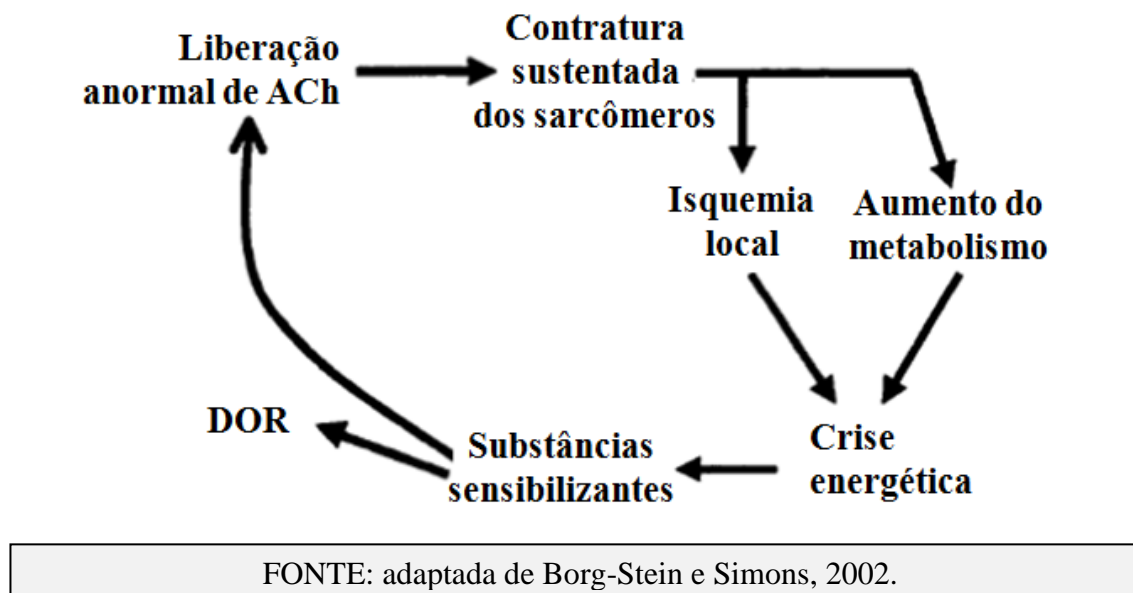 Liberação
anormal de ACh
Contratura
sustentada
dos sarcômeros
Isquemia
local
Aumento do
metabolismo
Crise
energética
Substâncias
sensibilizantes
DOR
FONTE: adaptada de Borg-Stein e Simons, 2002.